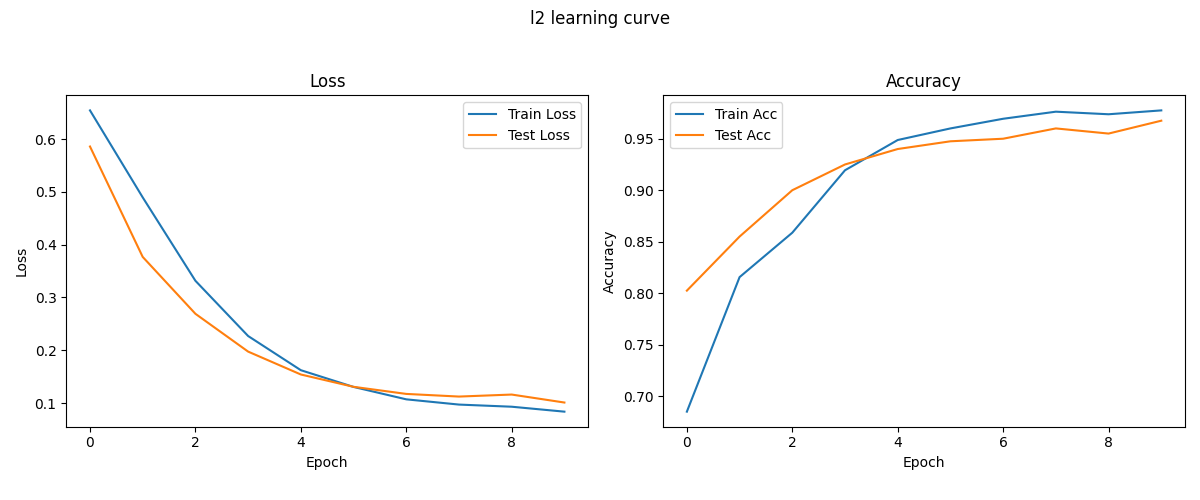 l2 learning curve
Loss
Train Loss
Test Loss
0.6
0.5
0.4
0.3
0.2
0.1
Loss
0 2 4 6 8
Epoch
Accuracy
Train Acc
Test Acc
0.95
0.90
0.85
0.80
0.75
0.70
Accuracy
0 2 4 6 8
Epoch